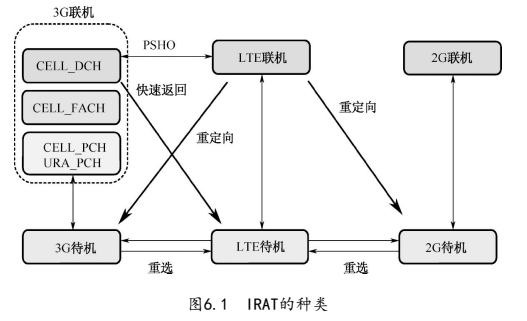 3G联机
PSHO
CELL_DCH
LTE联机
2G联机
快速返回
CELL_FACH
重定向
重定向
CELL_PCH
URA_PCH
3G待机
LTE待机
2G待机
重选
重选
图6.1 IRAT的种类